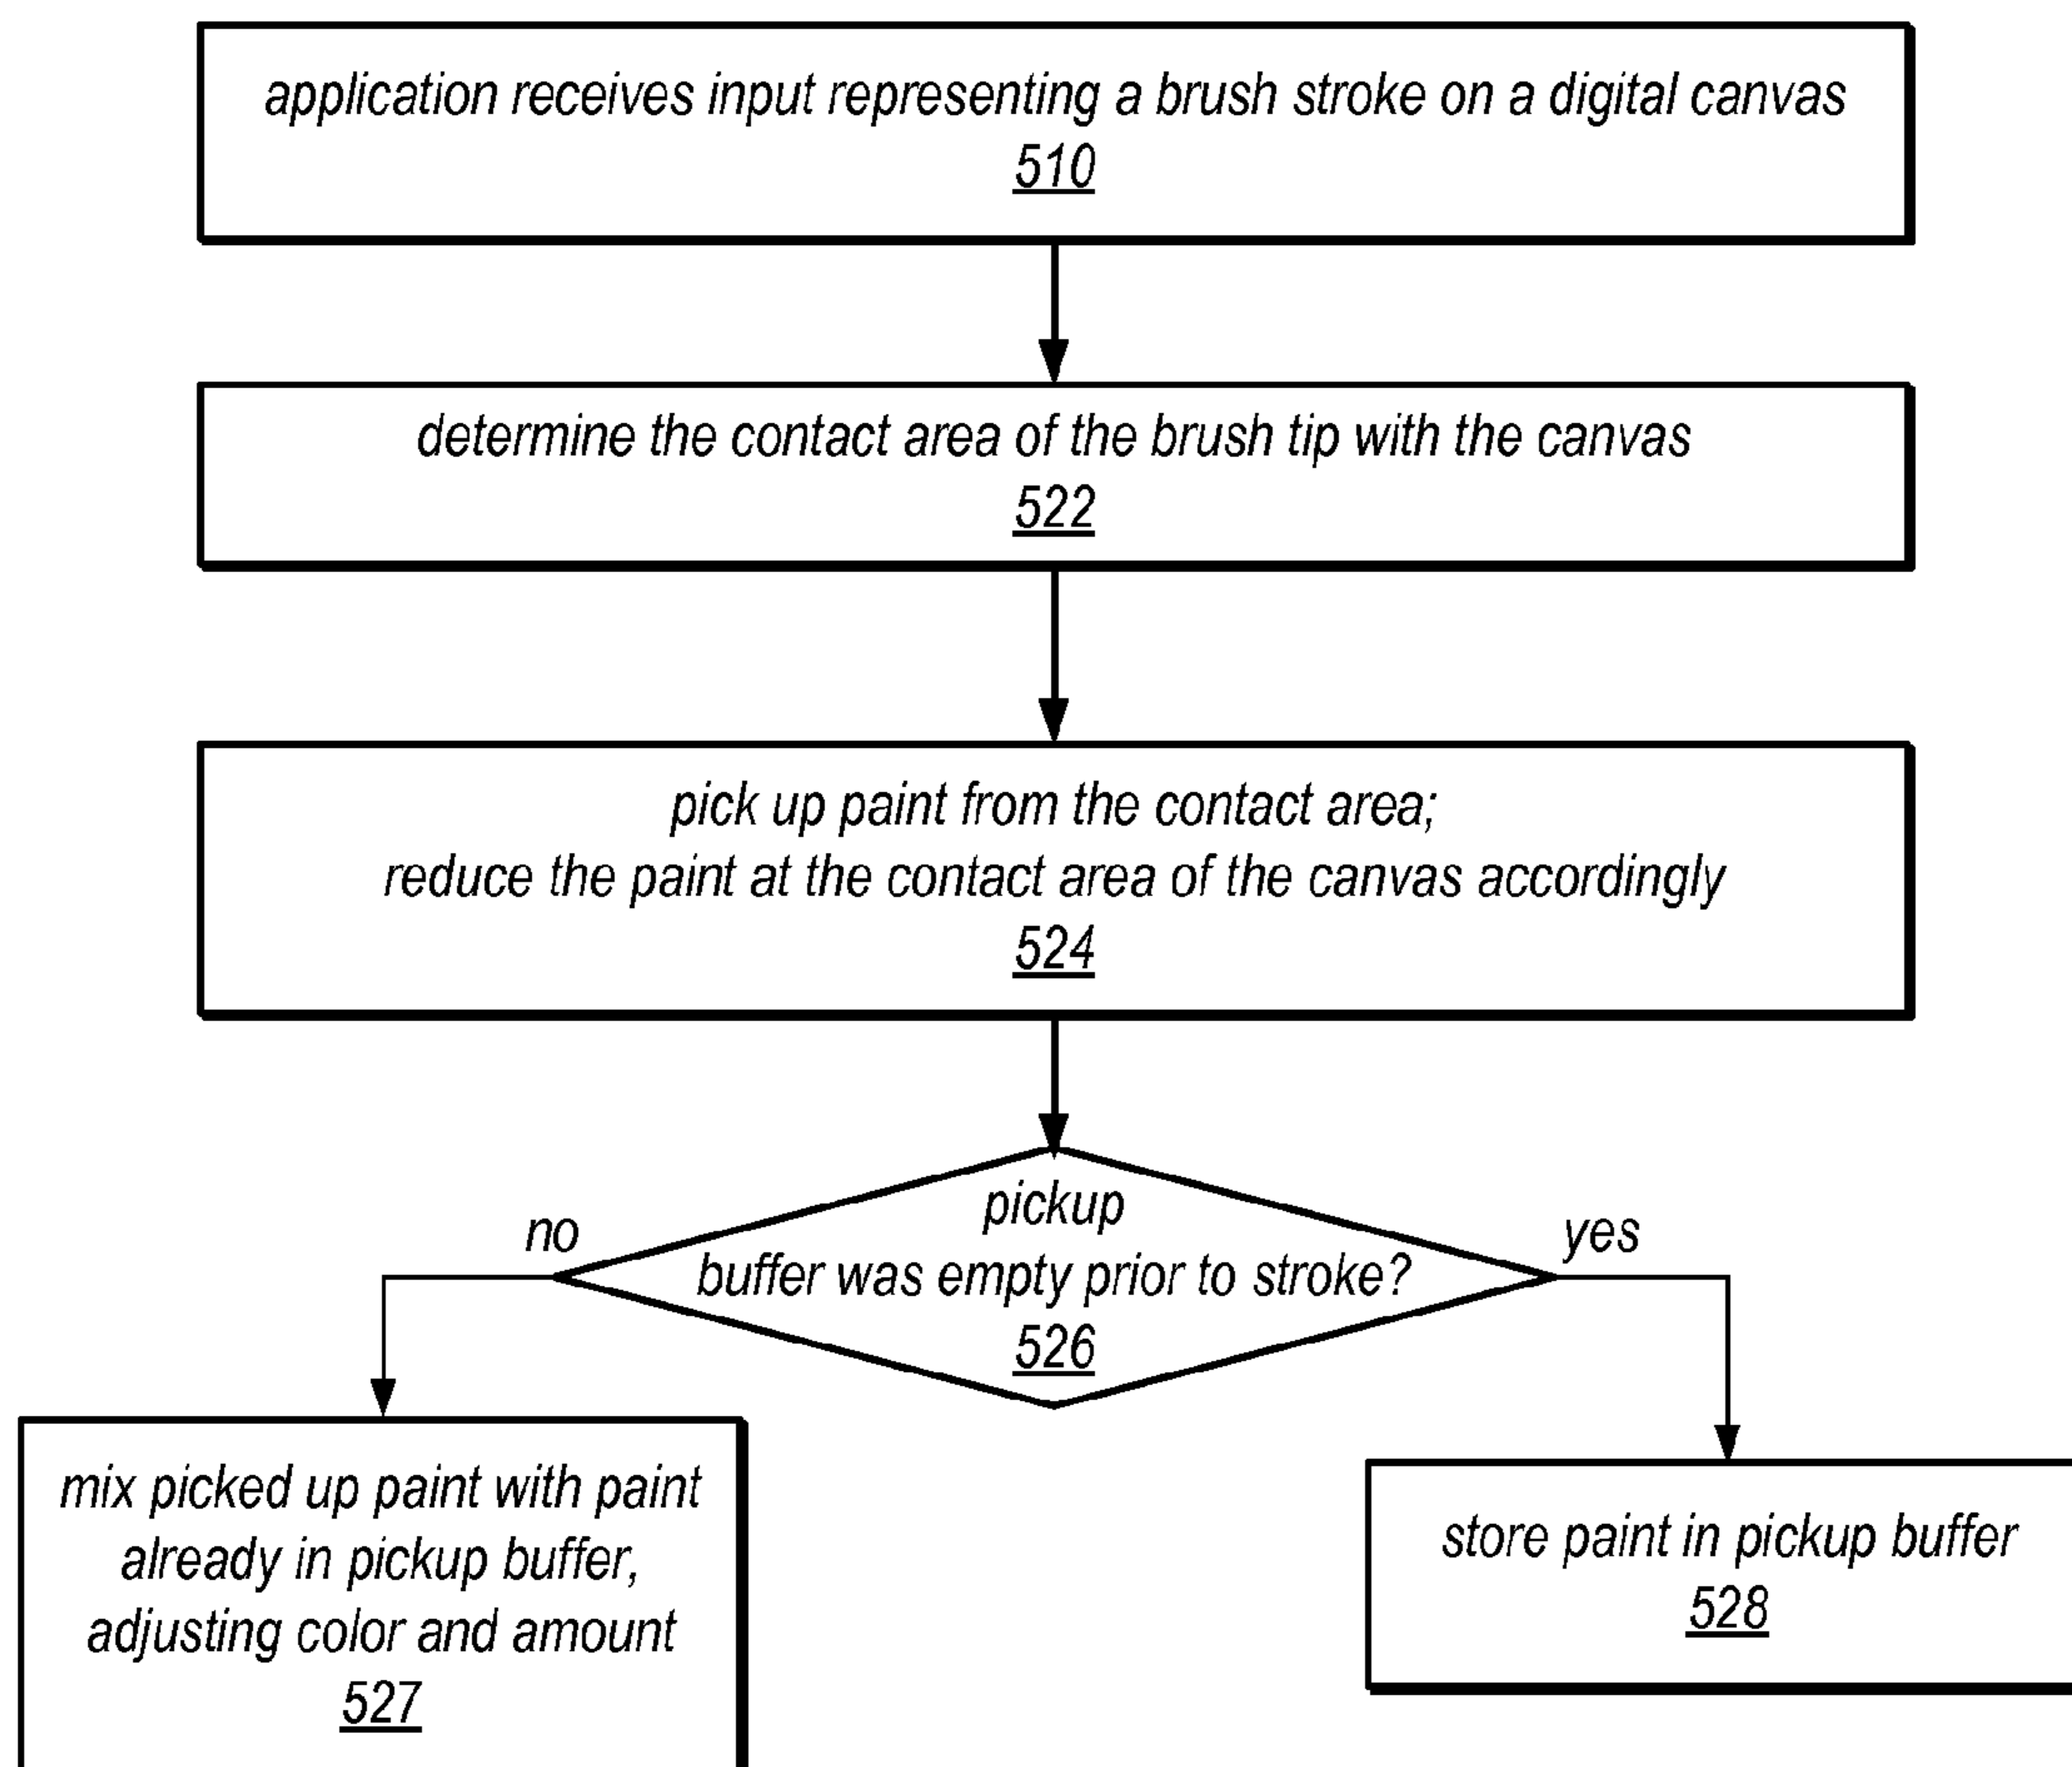 application receives input representing a brush stroke on a digital canvas
510
determine the contact area of the brush tip with the canvas
522
pick up paint from the contact area;
reduce the paint at the contact area of the canvas accordingly
524
pickup
buffer was empty prior to stroke?
526
no
yes
mix picked up paint with paint
already in pickup buffer,
adjusting color and amount
527
store paint in pickup buffer
528